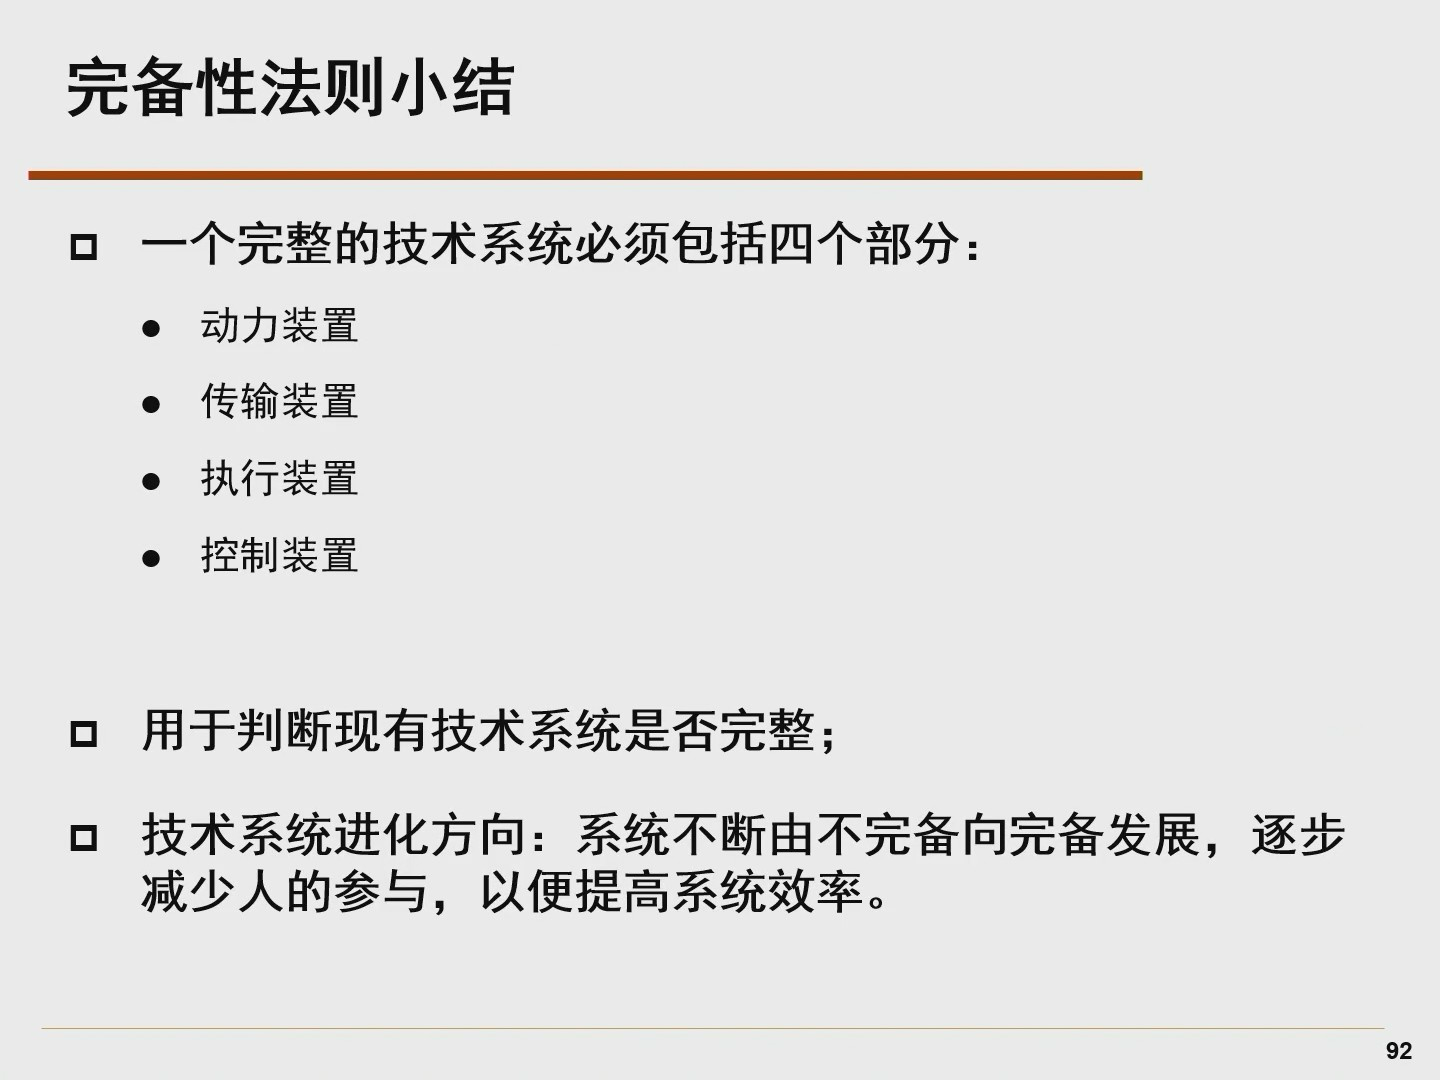 完备性法则小结
一个完整的技术系统必须包括四个部分：
动力装置
传输装置
执行装置
控制装置
用于判断现有技术系统是否完整；
技术系统进化方向：系统不断由不完备向完备发展，逐步
减少人的参与，以便提高系统效率。
92